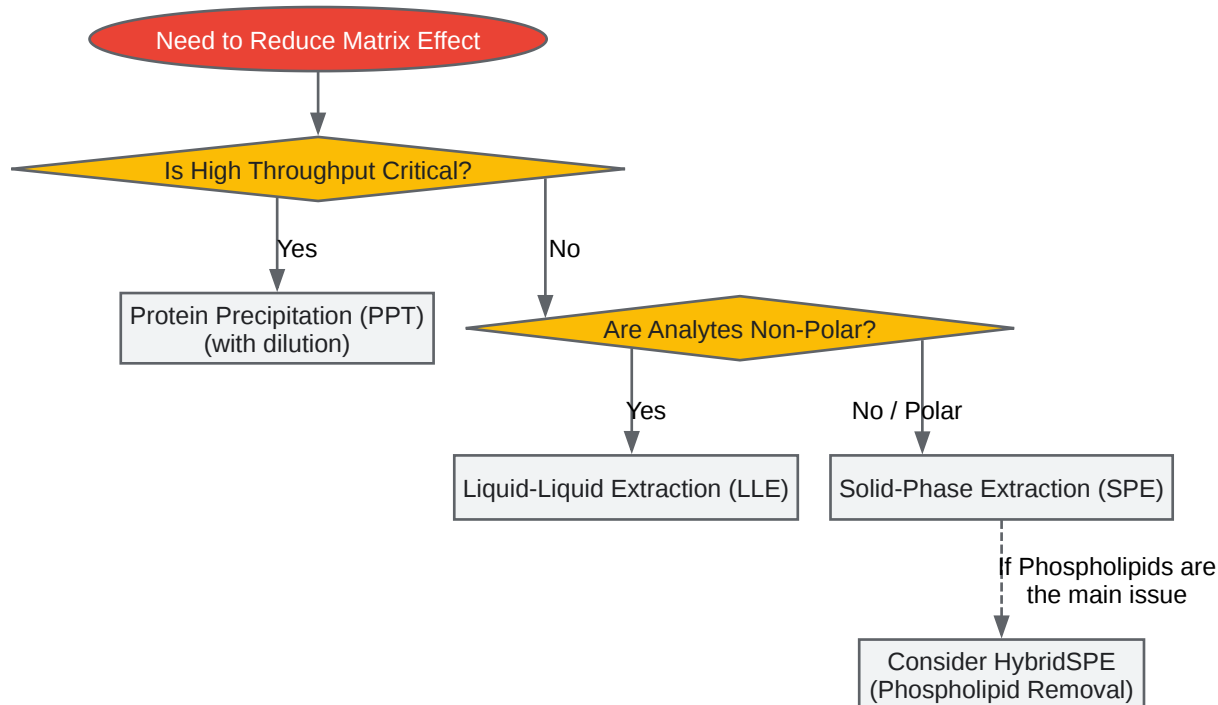 Need to Reduce Matrix Effect
Is High Throughput Critical?
Yes
No
Protein Precipitation (PPT)
(with dilution)
Are Analytes Non-Polar?
Yes
No / Polar
Liquid-Liquid Extraction (LLE)
Solid-Phase Extraction (SPE)
If Phospholipids are
the main issue
Consider HybridSPE
(Phospholipid Removal)